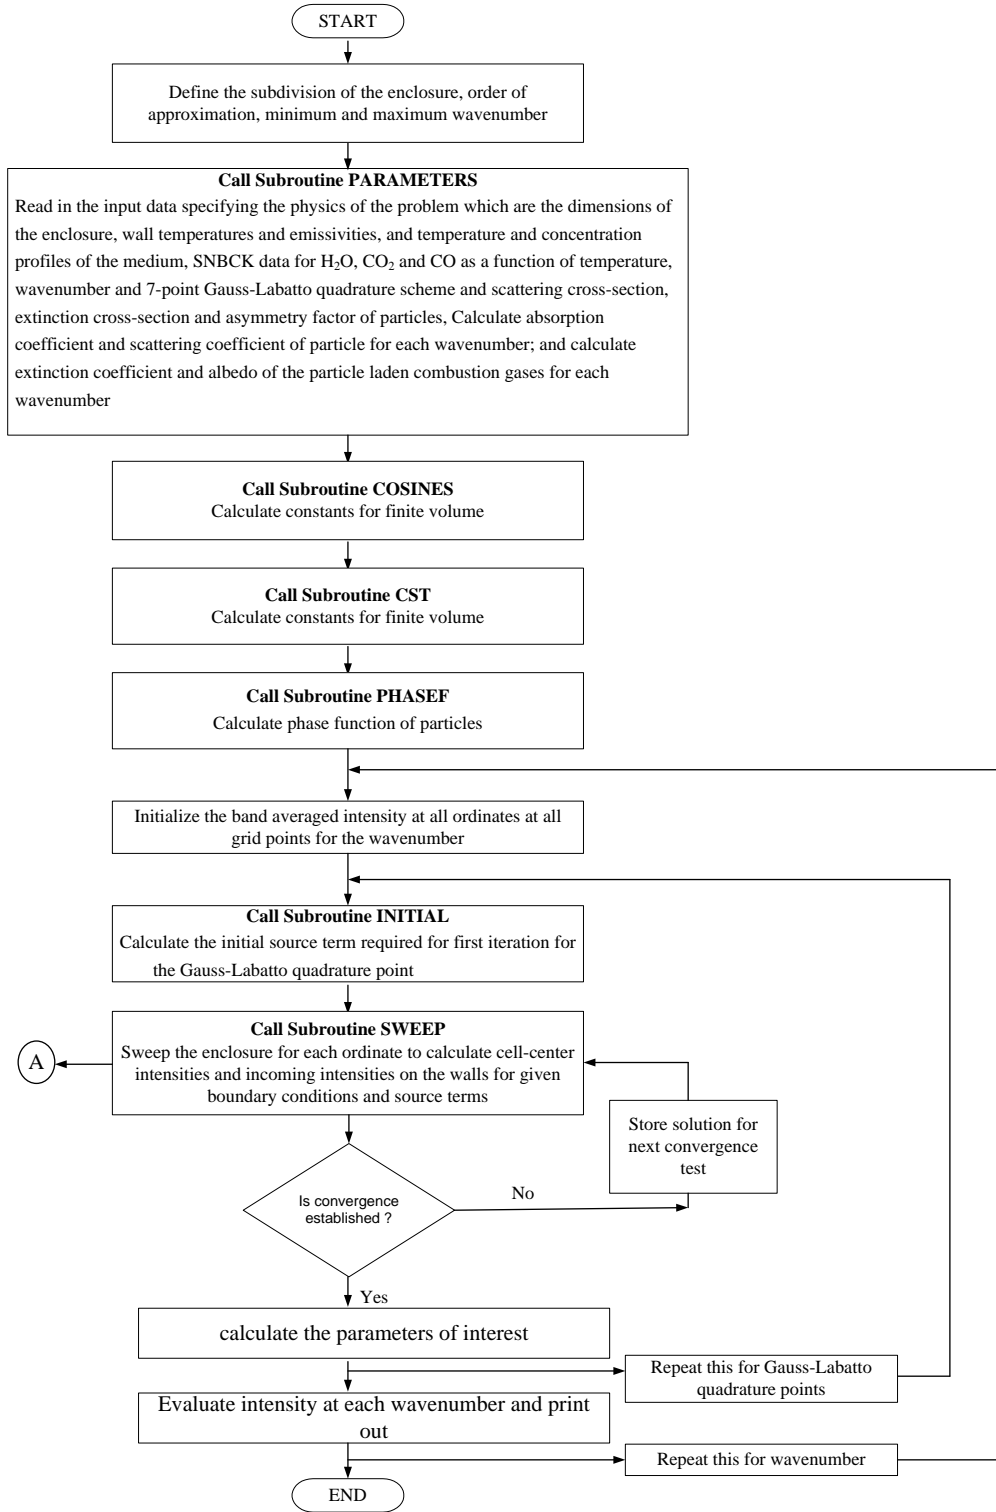 START
Define the subdivision of the enclosure, order of
approximation, minimum and maximum wavenumber
Call Subroutine PARAMETERS
Read in the input data specifying the physics of the problem which are the dimensions of
the enclosure, wall temperatures and emissivities, and temperature and concentration
profiles of the medium, SNBCK data for H₂O, CO₂ and CO as a function of temperature,
wavenumber and 7-point Gauss-Labatto quadrature scheme and scattering cross-section,
extinction cross-section and asymmetry factor of particles, Calculate absorption
coefficient and scattering coefficient of particle for each wavenumber; and calculate
extinction coefficient and albedo of the particle laden combustion gases for each
wavenumber
Call Subroutine COSINES
Calculate constants for finite volume
Call Subroutine CST
Calculate constants for finite volume
Call Subroutine PHASEF
Calculate phase function of particles
Initialize the band averaged intensity at all ordinates at all
grid points for the wavenumber
Call Subroutine INITIAL
Calculate the initial source term required for first iteration for
the Gauss-Labatto quadrature point
Call Subroutine SWEEP
Sweep the enclosure for each ordinate to calculate cell-center
intensities and incoming intensities on the walls for given
boundary conditions and source terms
A
Store solution for
next convergence
test
Is convergence
established ?
No
Yes
calculate the parameters of interest
Repeat this for Gauss-Labatto
quadrature points
Evaluate intensity at each wavenumber and print
out
Repeat this for wavenumber
END